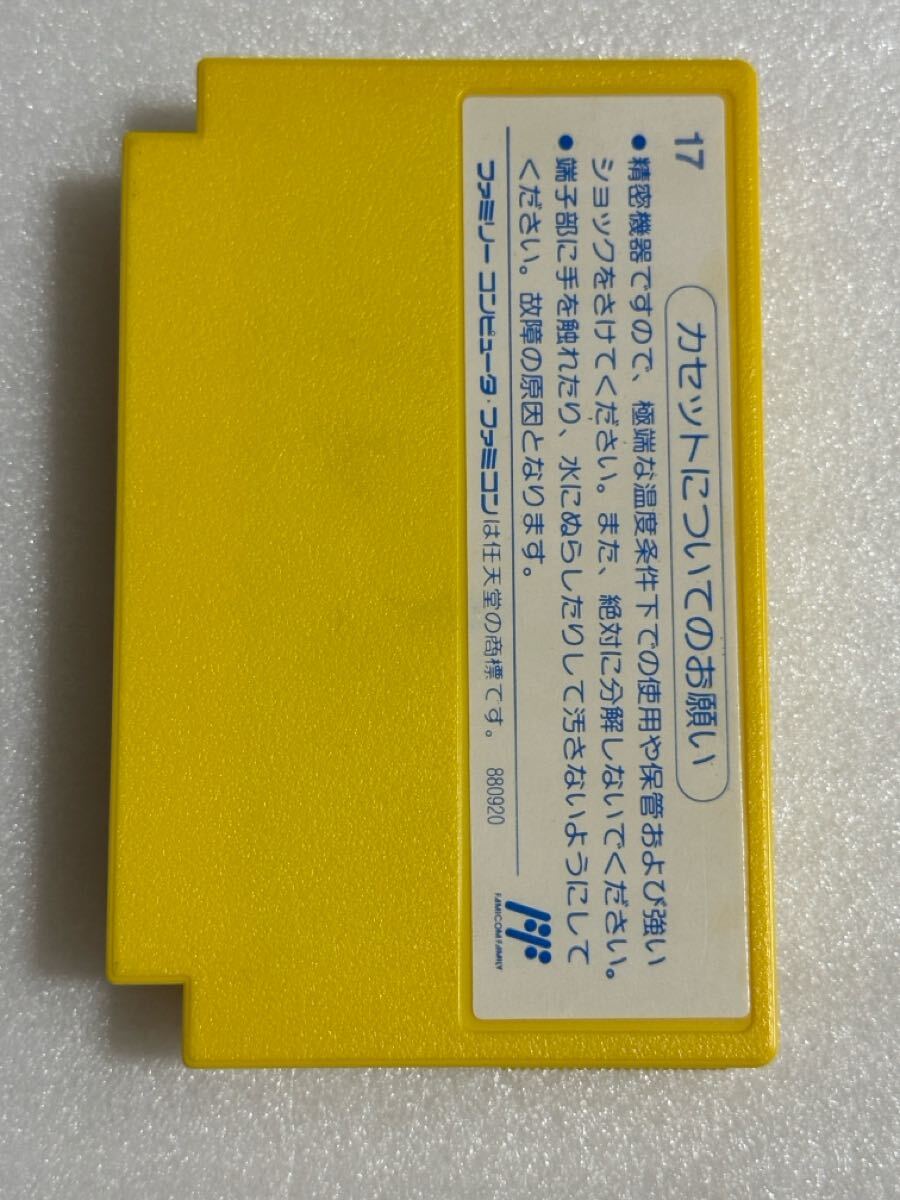 17
カセットについてのお願い
●精密機器ですので、極端な温度条件下での使用や保管および強い
ショックをさけてください。また、絶対に分解しないでください。
●端子部に手を触れたり、水にぬらしたりして汚さないようにして
ください。故障の原因となります。
ファミリー コンピュータ・ファミコンは任天堂の商標です。 880920
FAMICOM FAMILY